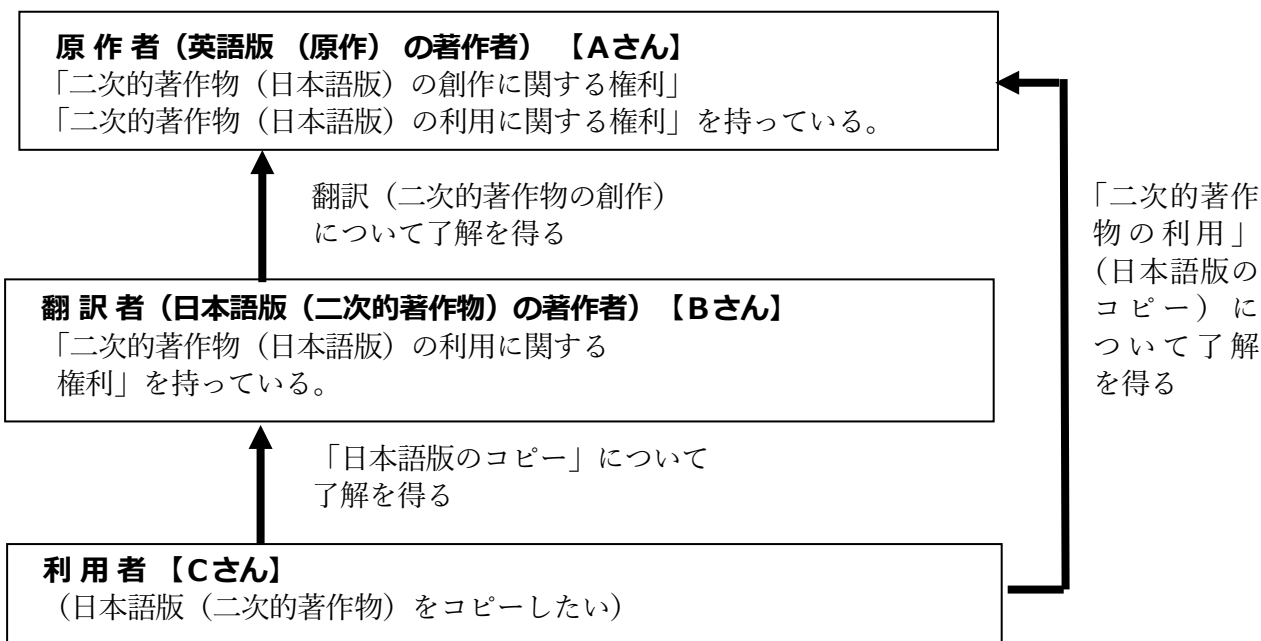 原 作 者（英語版 （原作） の著作者） 【Aさん】
「二次的著作物（日本語版）の創作に関する権利」
「二次的著作物（日本語版）の利用に関する権利」を持っている。
翻訳（二次的著作物の創作）
について了解を得る
「二次的著作
物の利用」
（日本語版の
コピー）に
ついて了解
を得る
翻 訳 者（日本語版（二次的著作物）の著作者）【Bさん】
「二次的著作物（日本語版）の利用に関する
権利」を持っている。
「日本語版のコピー」について
了解を得る
利 用 者 【Cさん】
（日本語版（二次的著作物）をコピーしたい）